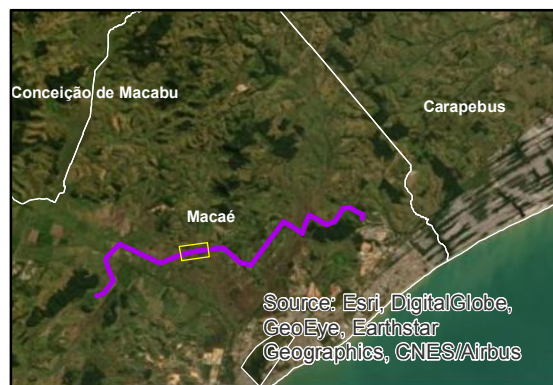 Conceição de Macabu
Carapebus
Macaé
Source: Esri, DigitalGlobe,
GeoEye, Earthstar
Geographics, CNES/Airbus